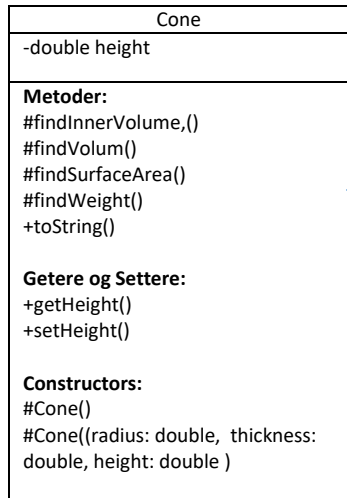 Cone
-double height
Metoder:
#findInnerVolume,()
#findVolum()
#findSurfaceArea()
#findWeight()
+toString()
Getere og Settere:
+getHeight()
+setHeight()
Constructors:
#Cone()
#Cone((radius: double, thickness:
double, height: double )